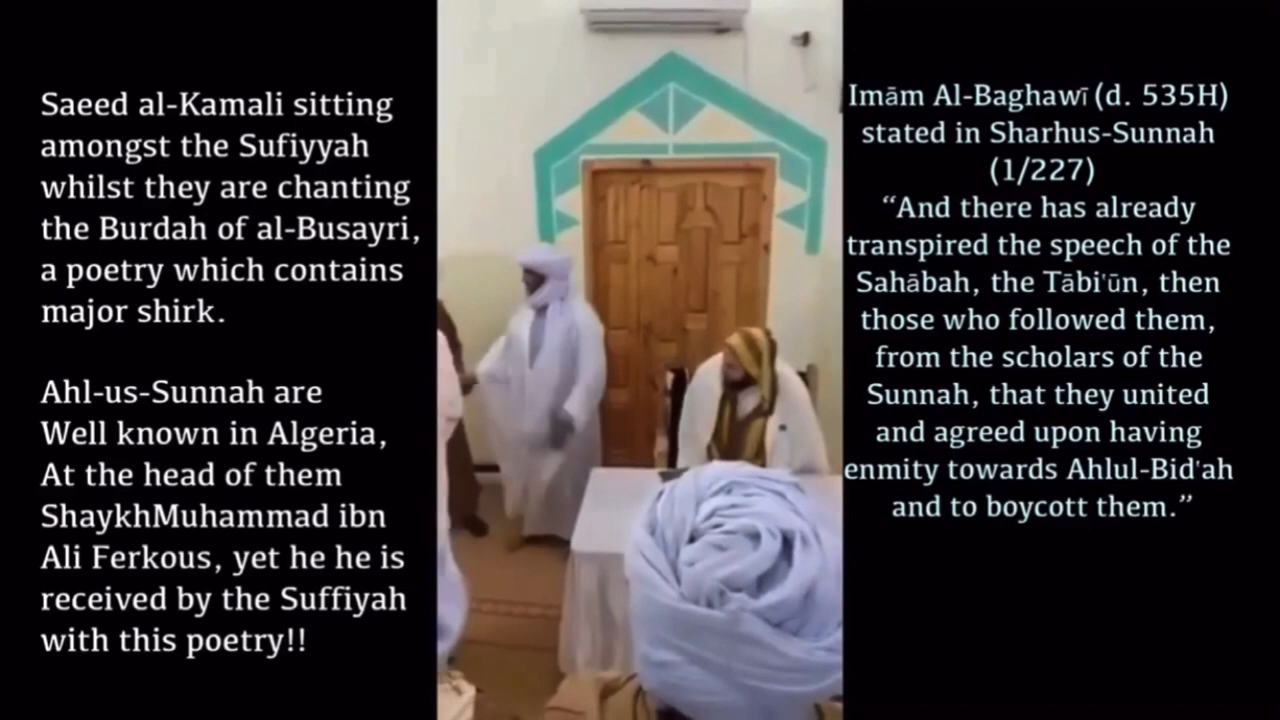 Saeed al-Kamali sitting
amongst the Sufiyyah
whilst they are chanting
the Burdah of al-Busayri,
a poetry which contains
major shirk.
Ahl-us-Sunnah are
Well known in Algeria,
At the head of them
ShaykhMuhammad ibn
Ali Ferkous, yet he he is
received by the Suffiyah
with this poetry!!
Imām Al-Baghawī (d. 535H)
stated in Sharhus-Sunnah
(1/227)
“And there has already
transpired the speech of the
Sahābah, the Tābi'ūn, then
those who followed them,
from the scholars of the
Sunnah, that they united
and agreed upon having
enmity towards Ahlul-Bid'ah
and to boycott them.”